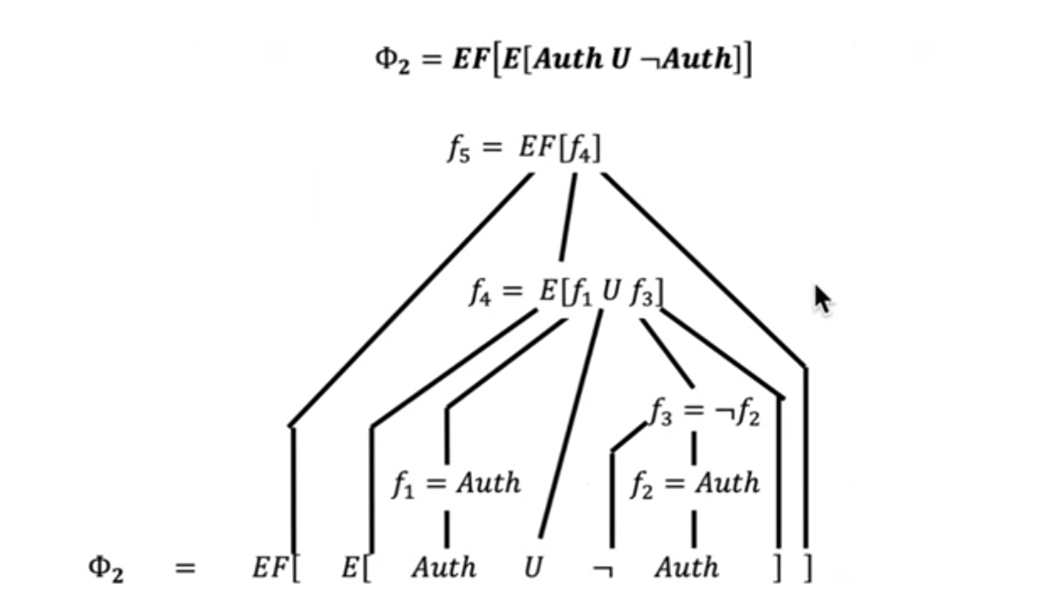 Φ₂ = EF[E[Auth U ¬Auth]]
f₅ = EF[f₄]
f₄ = E[f₁ U f₃]
f₃ = ¬f₂
f₁ = Auth f₂ = Auth
Φ₂ = EF[ E[ Auth U ¬ Auth ] ]